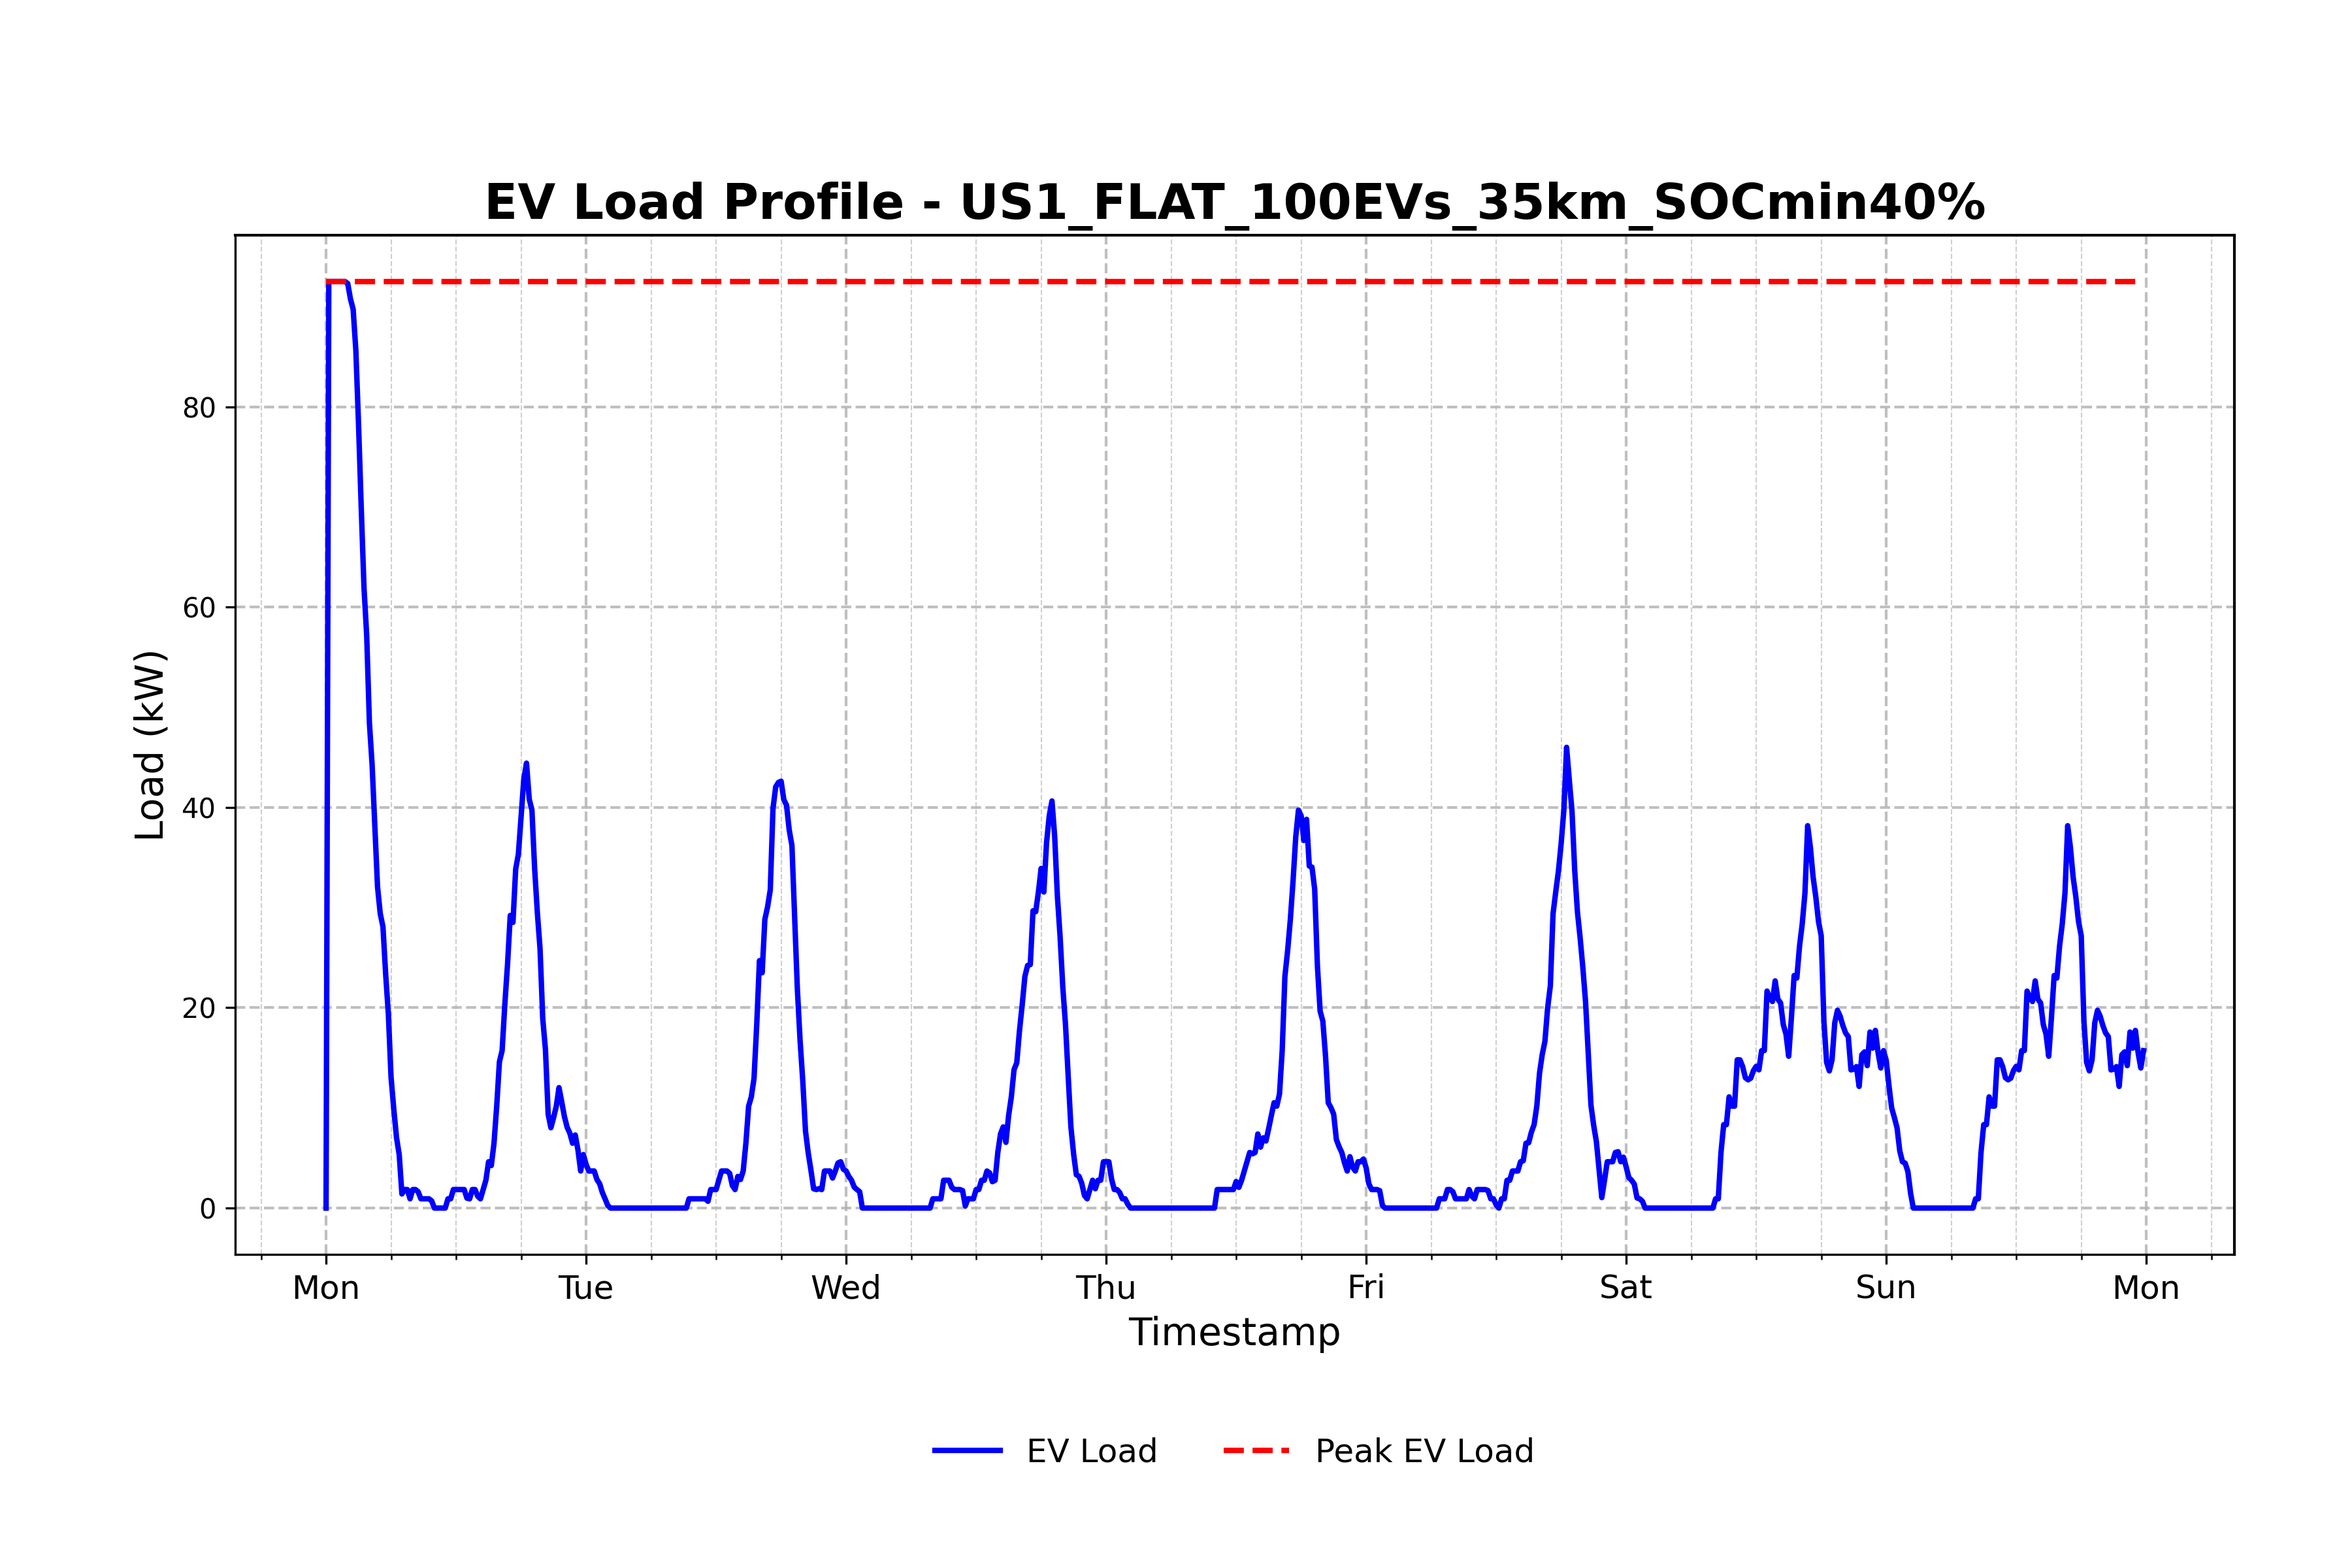 EV Load Profile - US1_FLAT_100EVs_35km_SOCmin40%
Load (kW)
80
60
40
20
0
Mon Tue Wed Thu Fri Sat Sun Mon
Timestamp
EV Load Peak EV Load